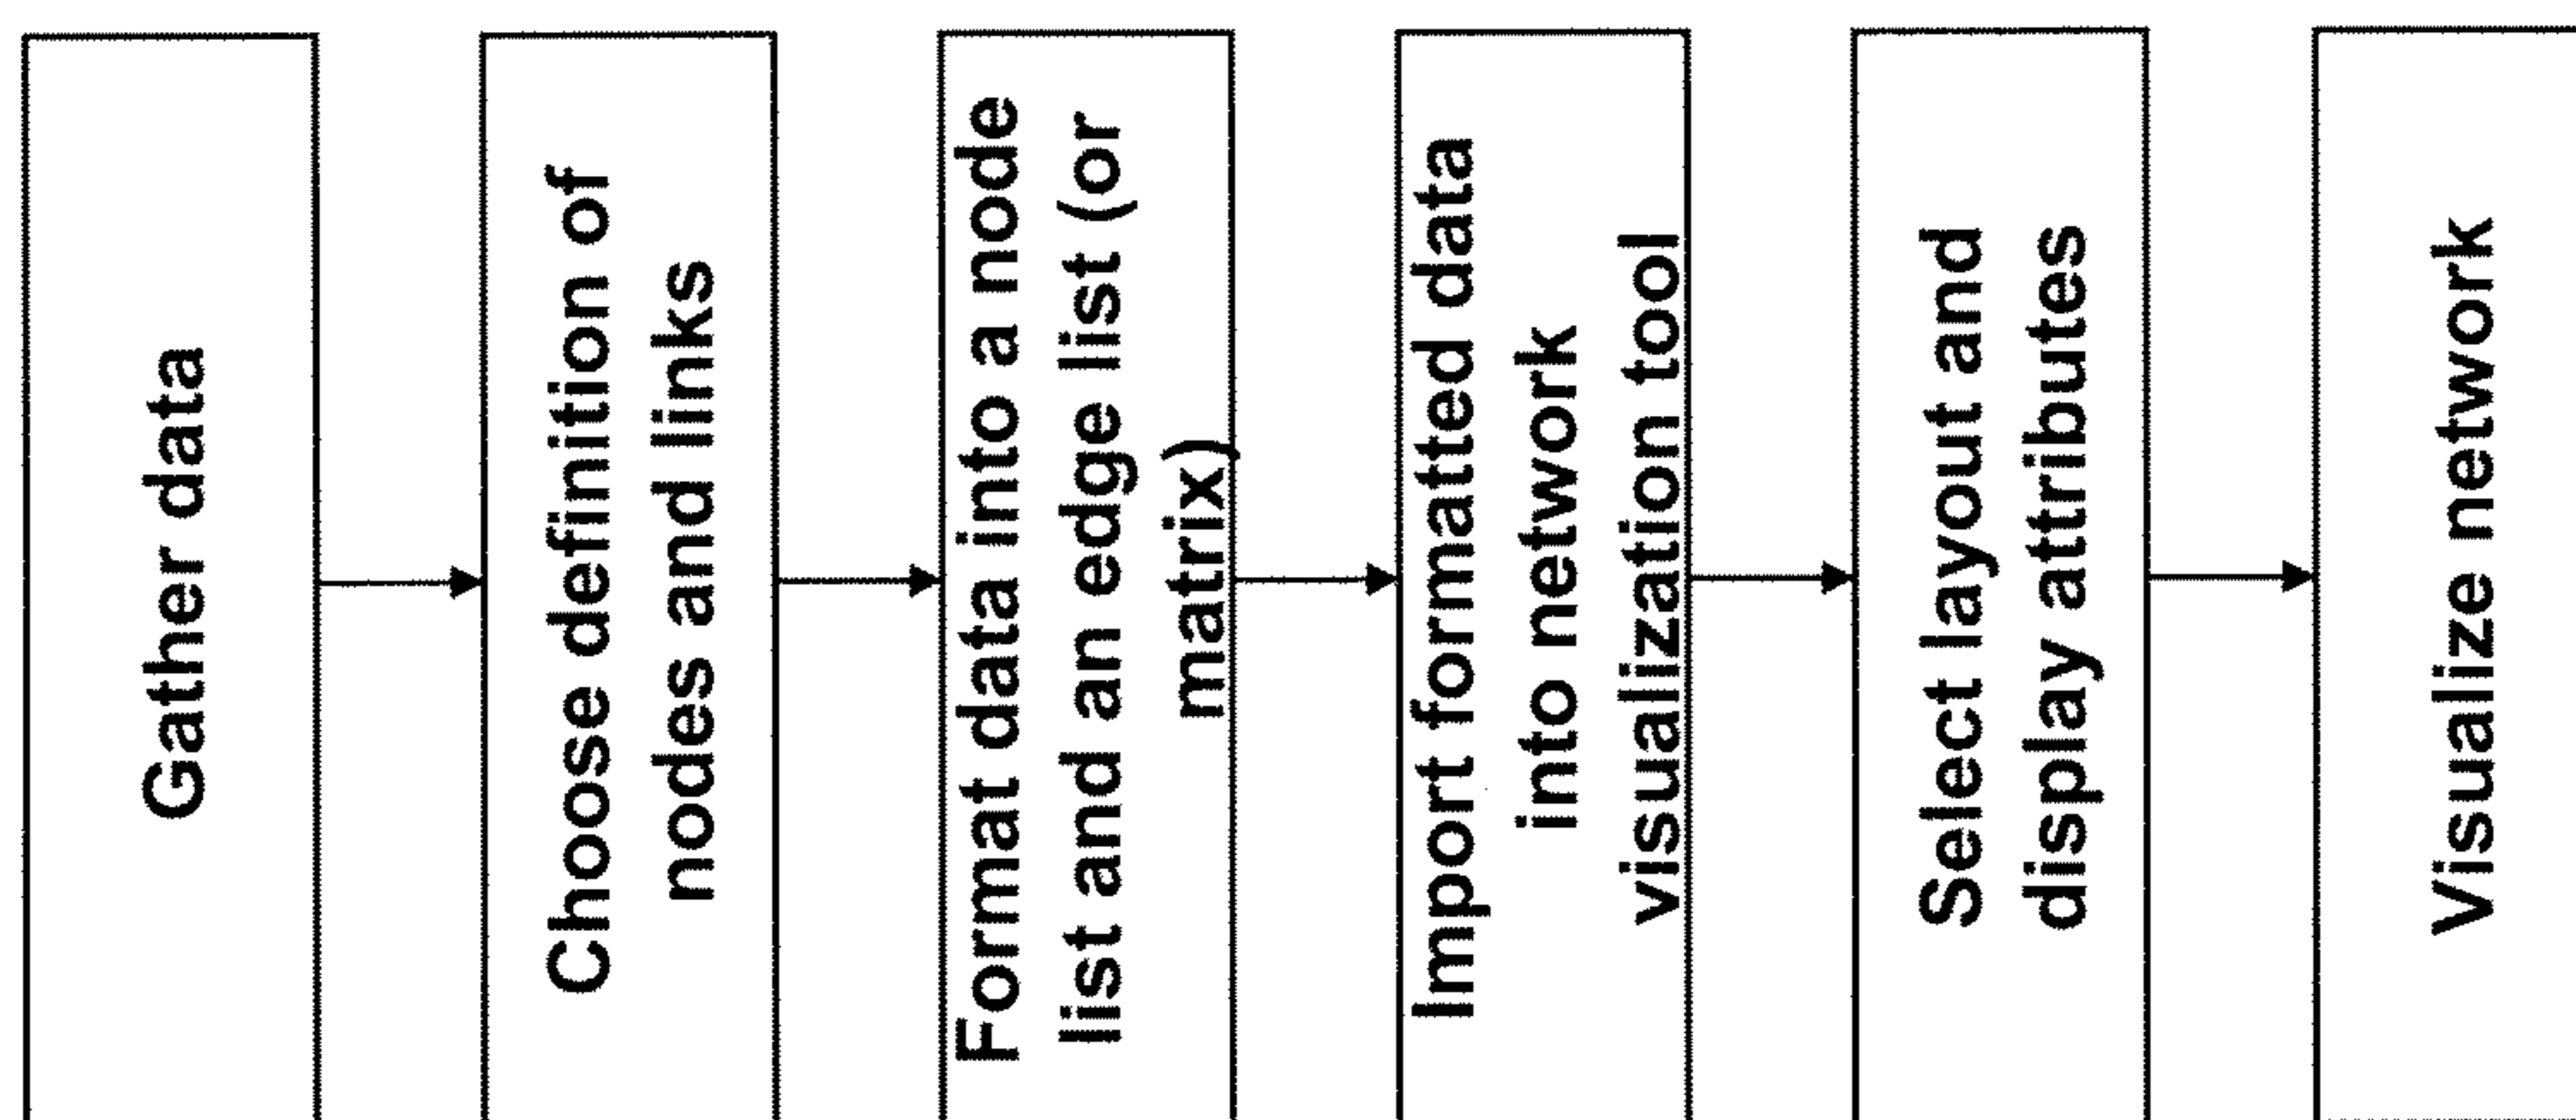 Gather data
Choose definition of
nodes and links
Format data into a node
list and an edge list (or
matrix)
Import formatted data
into network
visualization tool
Select layout and
display attributes
Visualize network